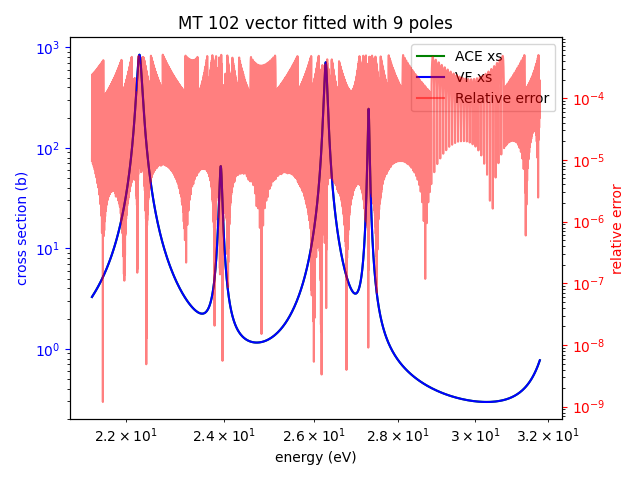 MT 102 vector fitted with 9 poles
ACE xs
VF xs
Relative error
cross section (b)
10³
10²
10¹
10⁰
relative error
10⁻⁴
10⁻⁵
10⁻⁶
10⁻⁷
10⁻⁸
10⁻⁹
2.2 × 10¹ 2.4 × 10¹ 2.6 × 10¹ 2.8 × 10¹ 3 × 10¹ 3.2 × 10¹
energy (eV)